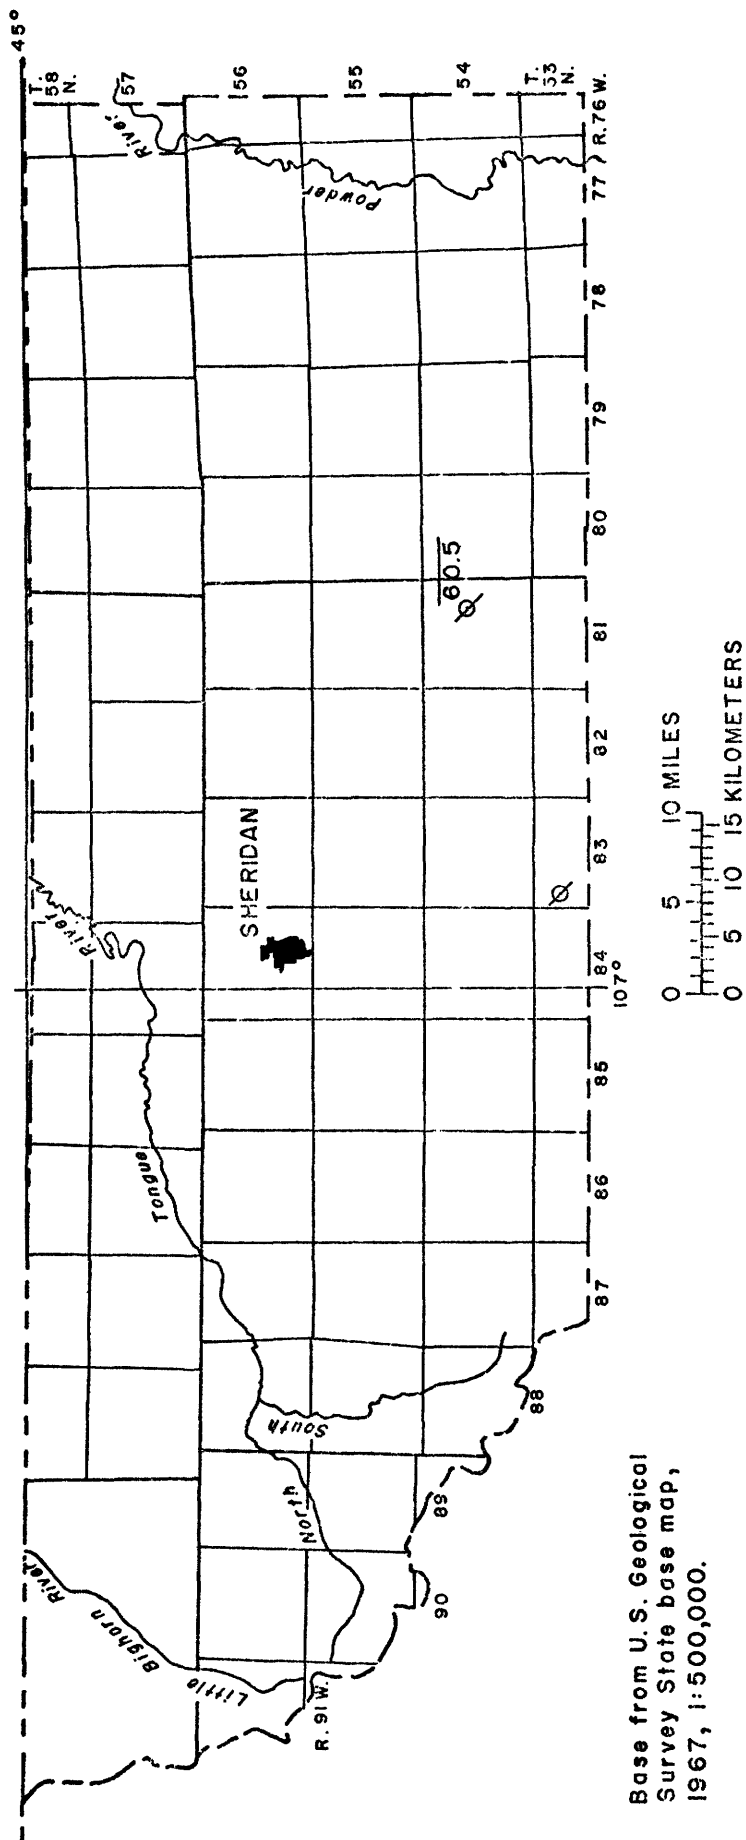 45°
T.
58
N.
57
56
55
54
T.
53
N.
R. 76 W.
77
78
79
80
81
82
83
84
107°
85
86
87
88
89
90
R. 91 W.
River
Powder
River
Tongue
SHERIDAN
60.5
South
North
River
Bighorn
Little
0 5 10 MILES
0 5 10 15 KILOMETERS
Base from U.S. Geological
Survey State base map,
1967, 1:500,000.